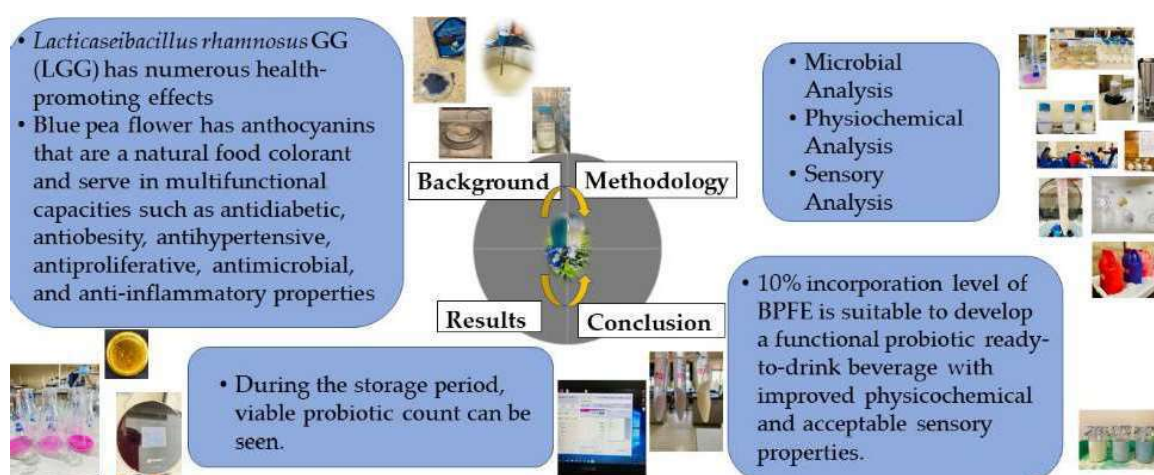 • Lacticaseibacillus rhamnosus GG
(LGG) has numerous health-
promoting effects
• Blue pea flower has anthocyanins
that are a natural food colorant
and serve in multifunctional
capacities such as antidiabetic,
antiobesity, antihypertensive,
antiproliferative, antimicrobial,
and anti-inflammatory properties
Background
Methodology
• Microbial
Analysis
• Physiochemical
Analysis
• Sensory
Analysis
Results
Conclusion
• During the storage period,
viable probiotic count can be
seen.
• 10% incorporation level of
BPFE is suitable to develop
a functional probiotic ready-
to-drink beverage with
improved physicochemical
and acceptable sensory
properties.